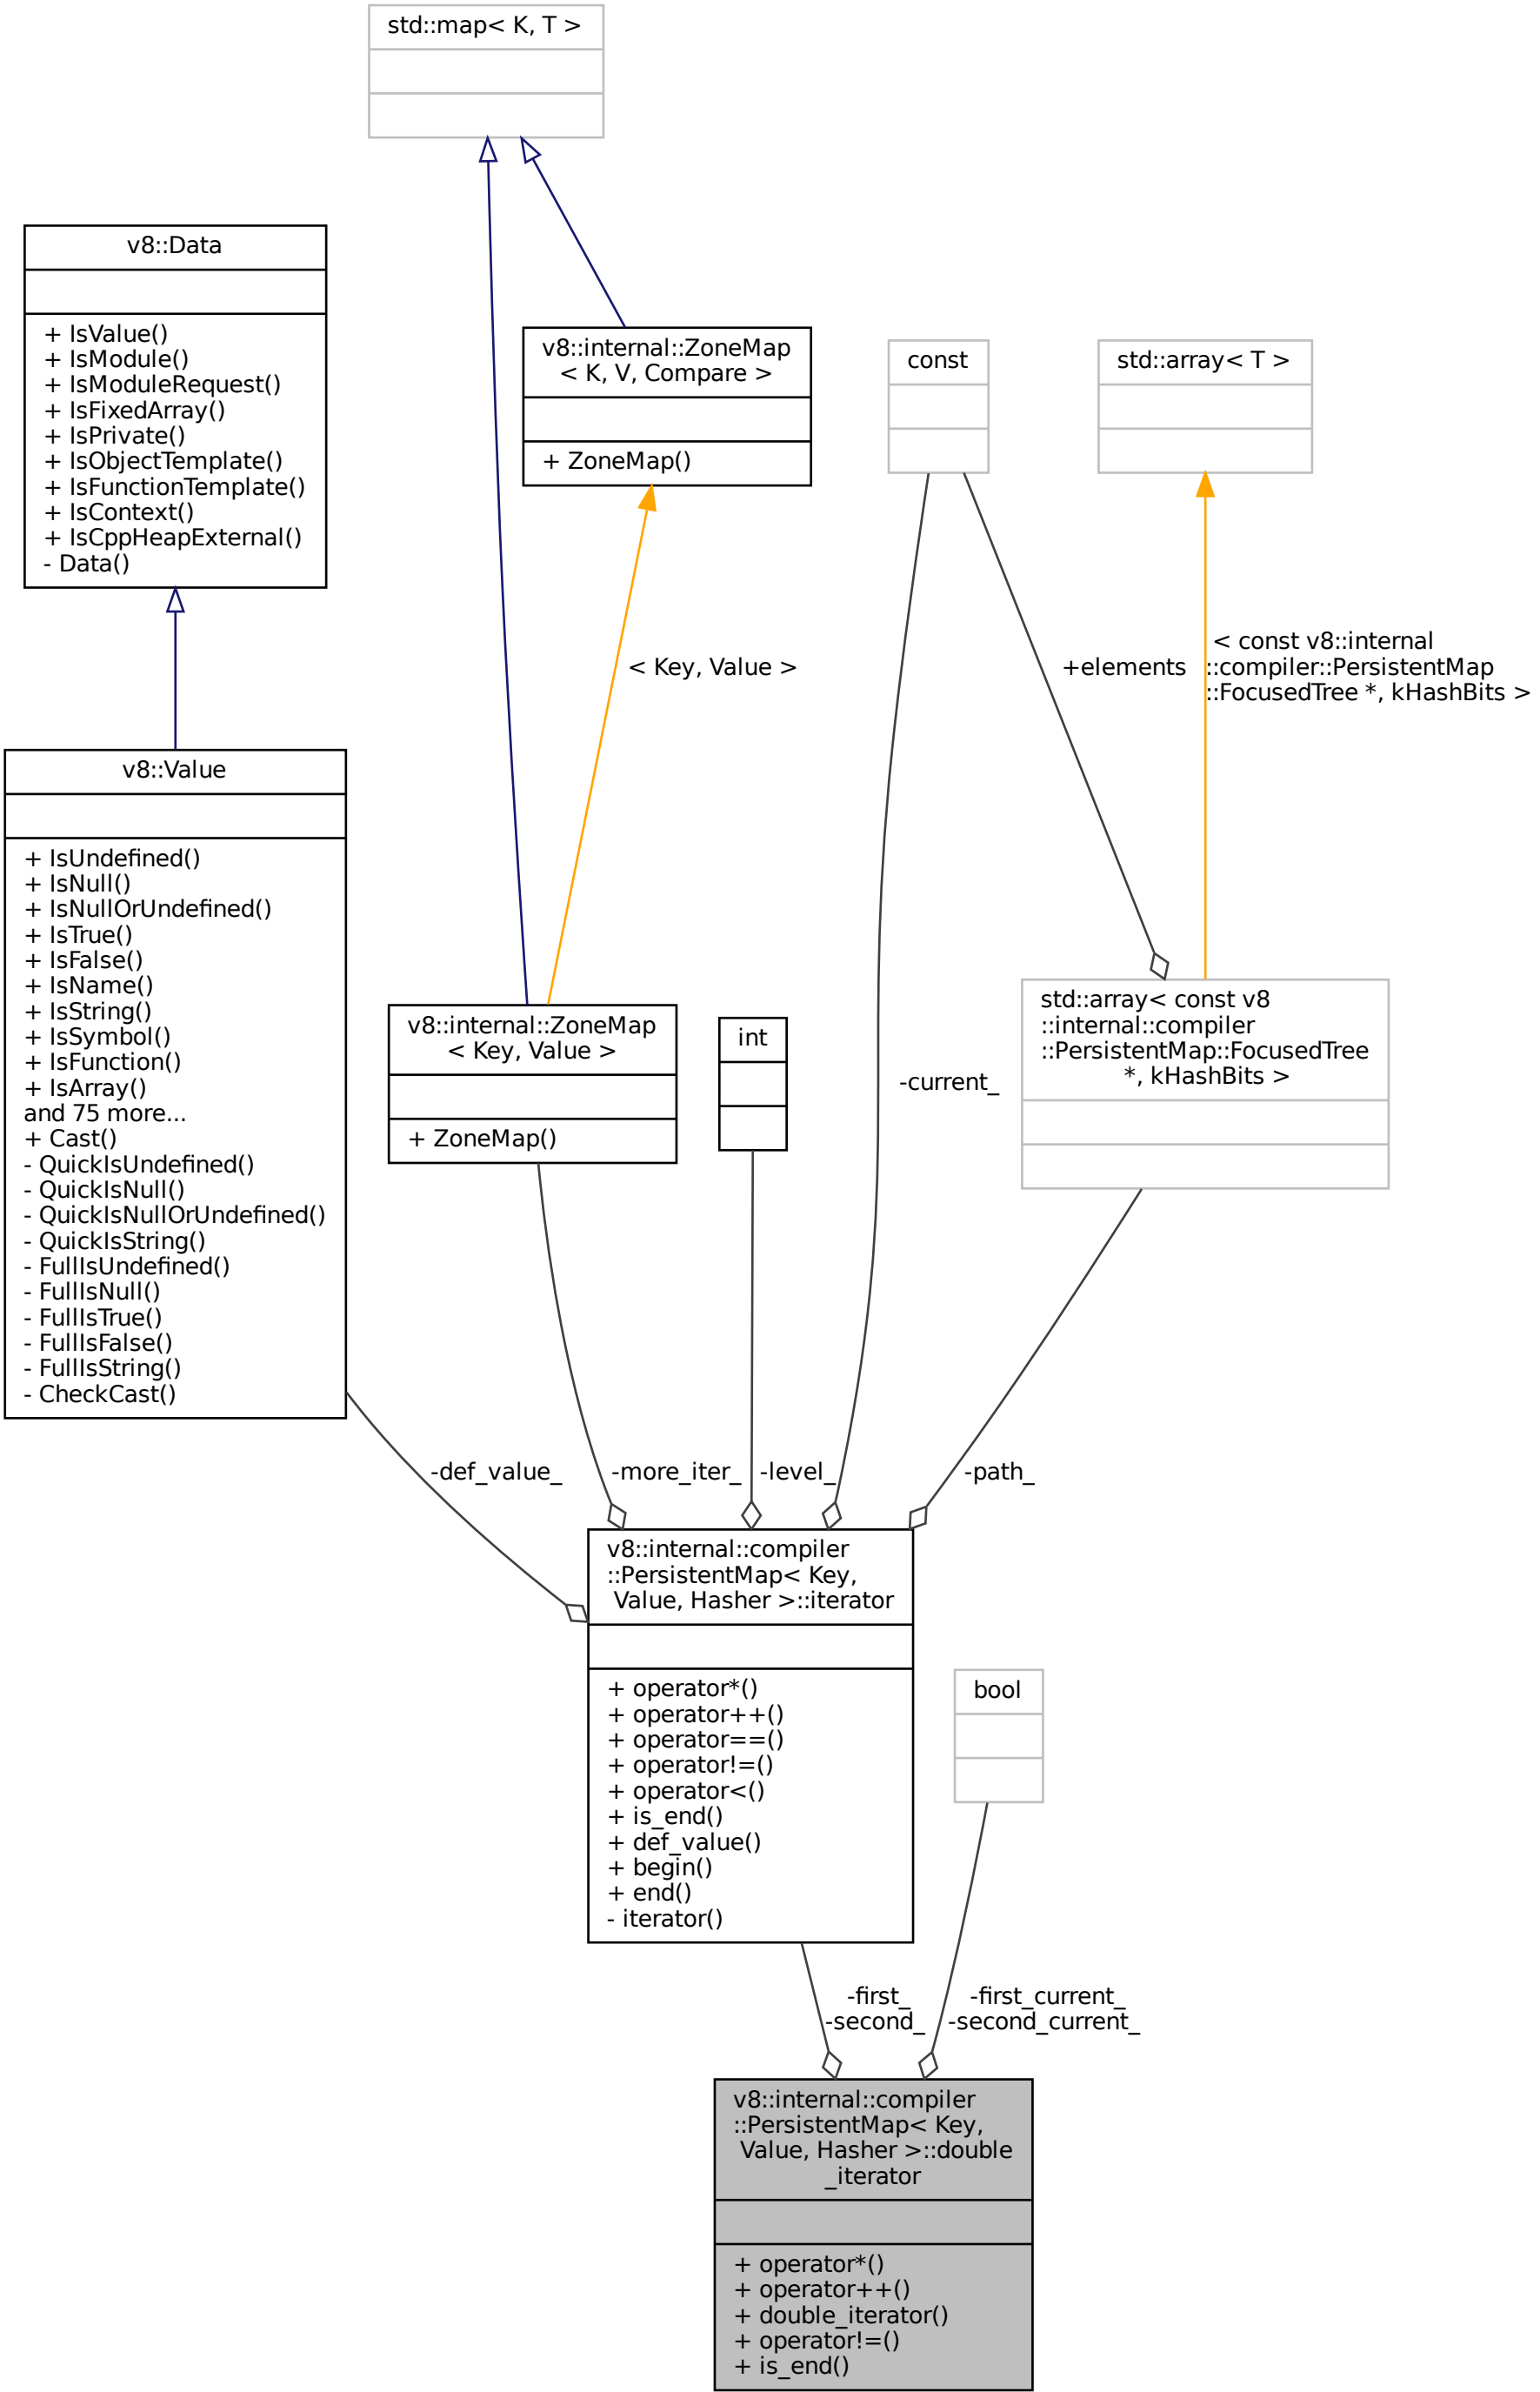 std::map< K, T >
v8::Data
+ IsValue()
+ IsModule()
+ IsModuleRequest()
+ IsFixedArray()
+ IsPrivate()
+ IsObjectTemplate()
+ IsFunctionTemplate()
+ IsContext()
+ IsCppHeapExternal()
- Data()
v8::internal::ZoneMap
< K, V, Compare >
+ ZoneMap()
const
std::array< T >
< Key, Value >
+elements
< const v8::internal
::compiler::PersistentMap
::FocusedTree *, kHashBits >
v8::Value
+ IsUndefined()
+ IsNull()
+ IsNullOrUndefined()
+ IsTrue()
+ IsFalse()
+ IsName()
+ IsString()
+ IsSymbol()
+ IsFunction()
+ IsArray()
and 75 more...
+ Cast()
- QuickIsUndefined()
- QuickIsNull()
- QuickIsNullOrUndefined()
- QuickIsString()
- FullIsUndefined()
- FullIsNull()
- FullIsTrue()
- FullIsFalse()
- FullIsString()
- CheckCast()
v8::internal::ZoneMap
< Key, Value >
+ ZoneMap()
int
-current_
std::array< const v8
::internal::compiler
::PersistentMap::FocusedTree
*, kHashBits >
-def_value_
-more_iter_
-level_
-path_
v8::internal::compiler
::PersistentMap< Key,
Value, Hasher >::iterator
+ operator*()
+ operator++()
+ operator==()
+ operator!=()
+ operator<()
+ is_end()
+ def_value()
+ begin()
+ end()
- iterator()
bool
-first_
-second_
-first_current_
-second_current_
v8::internal::compiler
::PersistentMap< Key,
Value, Hasher >::double
_iterator
+ operator*()
+ operator++()
+ double_iterator()
+ operator!=()
+ is_end()